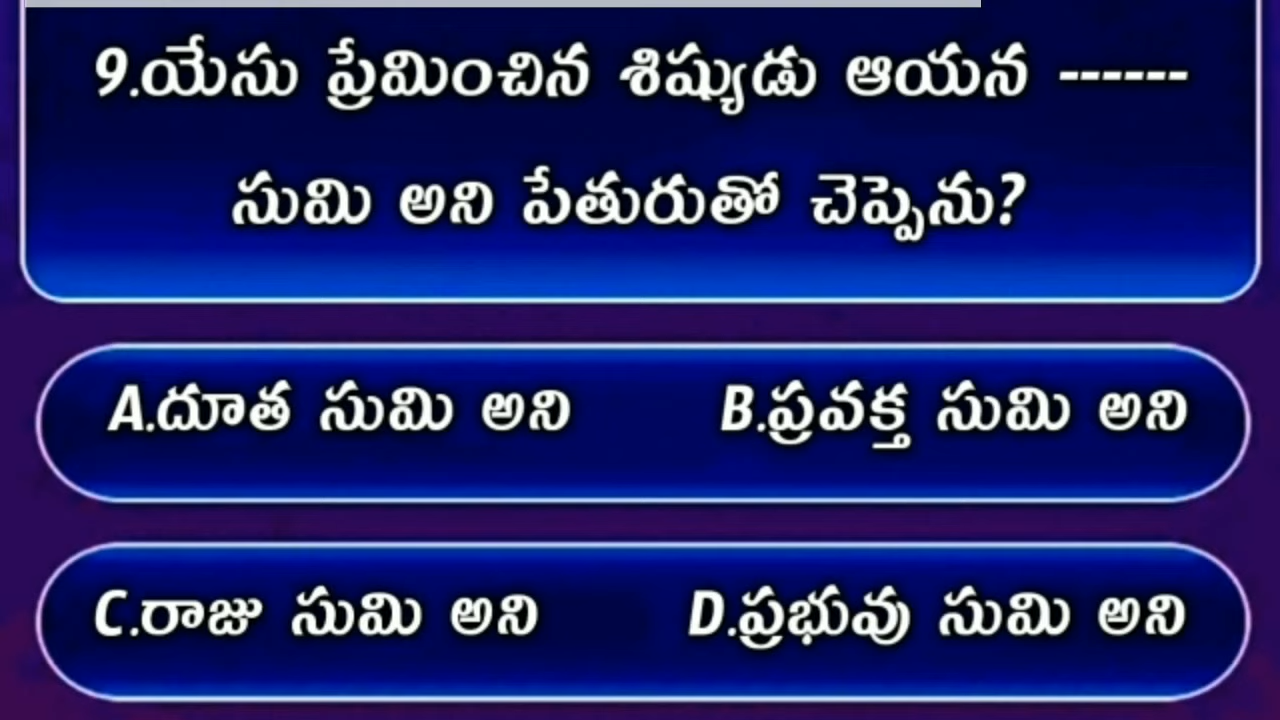 9.యేసు ప్రేమించిన శిష్యుడు ఆయన ------
సుమి అని పేతురుతో చెప్పెను?
A.దూత సుమి అని B.ప్రవక్త సుమి అని
C.రాజు సుమి అని D.ప్రభువు సుమి అని